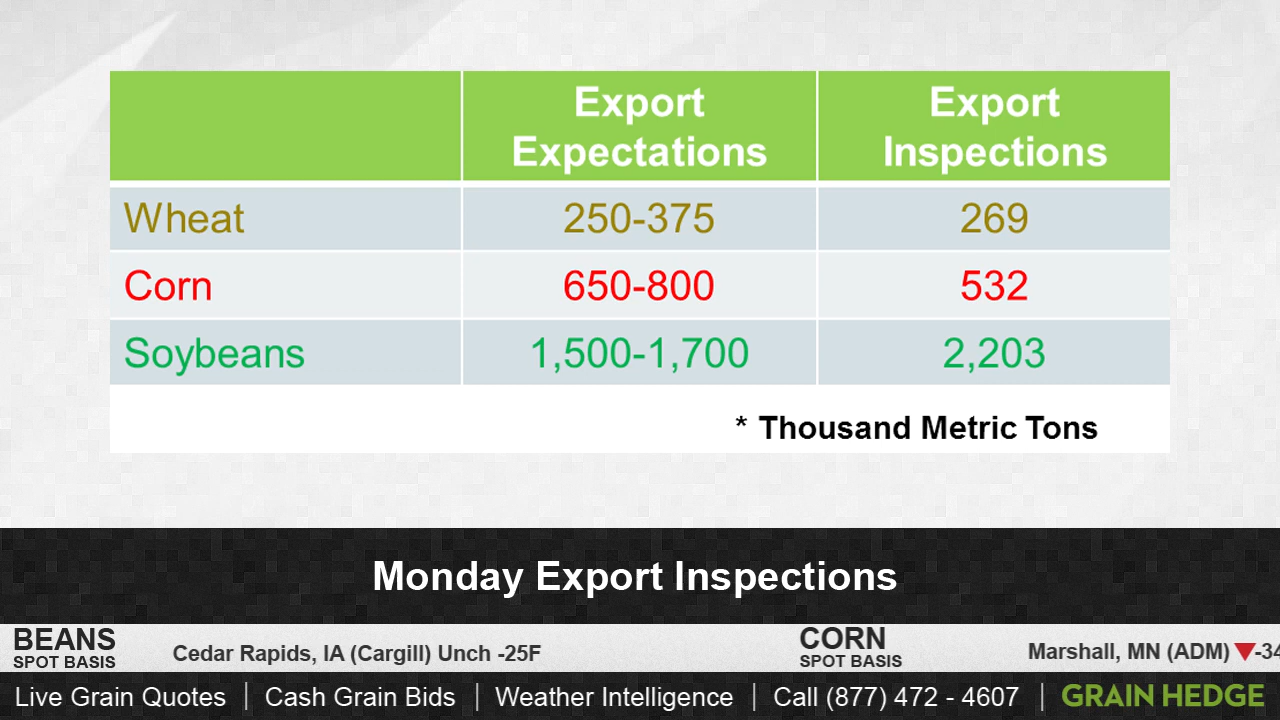 Export Expectations
Export Inspections
Wheat 250-375 269
Corn 650-800 532
Soybeans 1,500-1,700 2,203
* Thousand Metric Tons
Monday Export Inspections
BEANS
SPOT BASIS
Cedar Rapids, IA (Cargill) Unch -25F
CORN
SPOT BASIS
Marshall, MN (ADM) ▼-34
Live Grain Quotes | Cash Grain Bids | Weather Intelligence | Call (877) 472 - 4607 | GRAIN HEDGE